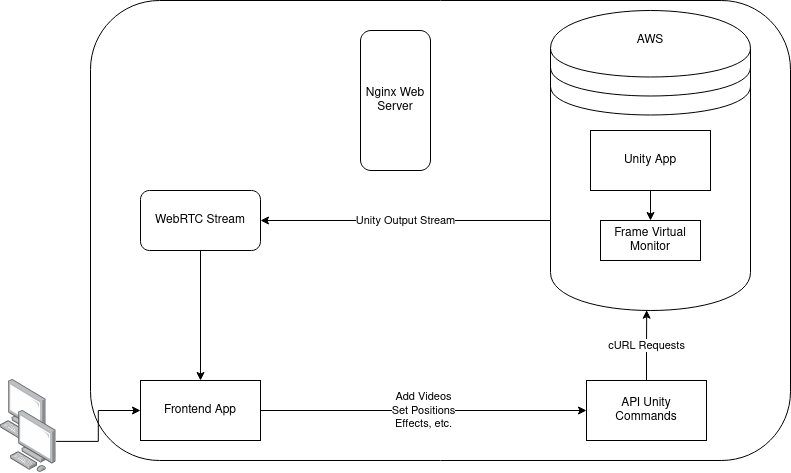 AWS
Nginx Web
Server
Unity App
WebRTC Stream
Unity Output Stream
Frame Virtual
Monitor
cURL Requests
Frontend App
Add Videos
Set Positions
Effects, etc.
API Unity
Commands